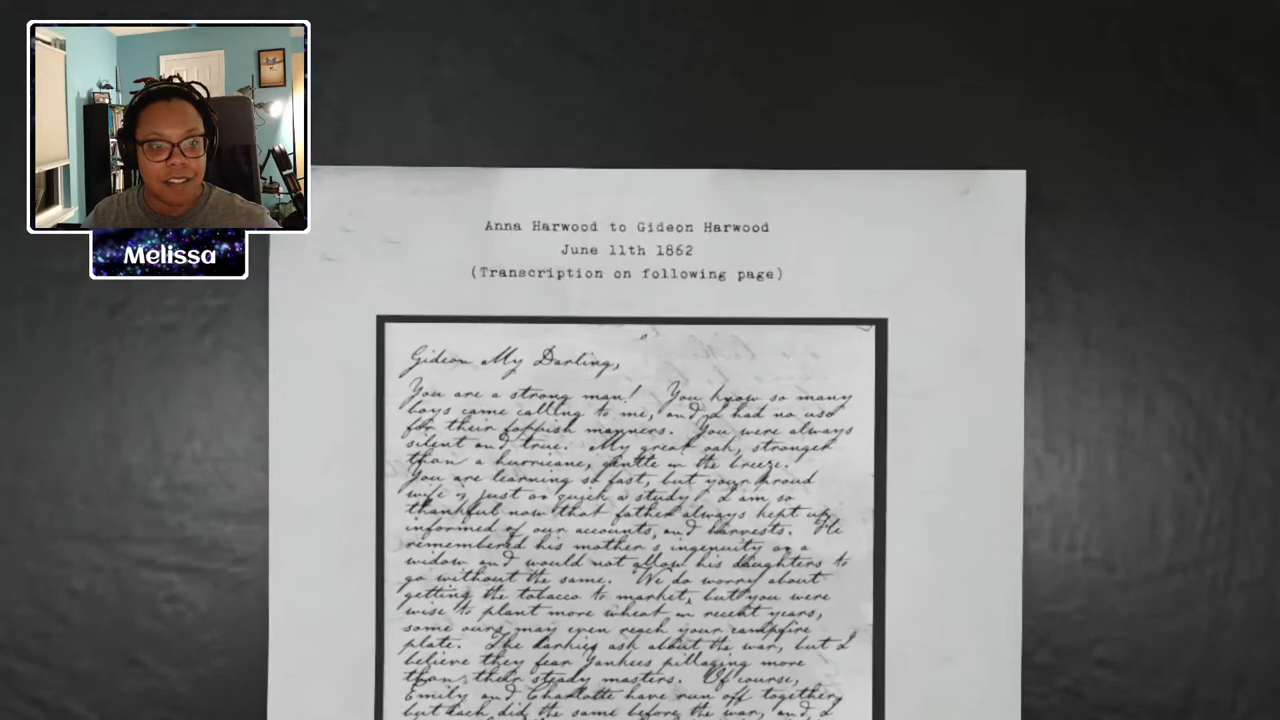 Melissa
Anna Harwood to Gideon Harwood
June 11th 1862
(Transcription on following page)
Gideon My Darling,
You are a strong man! You know so many
boys came calling to me, and I had no use
for their foppish manners. You were always
silent and true. My great oak, stronger
than a hurricane, gentle in the breeze.
You are learning so fast, but your proud
wife is just as quick a study! I am so
thankful now that father always kept up
informed of our accounts, and harvests. He
remembered his mother's ingenuity as a
widow and would not allow his daughters to
go without the same. We do worry about
getting the tobacco to market, but you were
wise to plant more wheat in recent years,
some ours may even reach your campfire
plate. The darkies ask about the war, but I
believe they fear Yankees pillaging more
than their steady masters. Of course,
Emily and Charlotte have run off together
but each did the same before the war, and, I